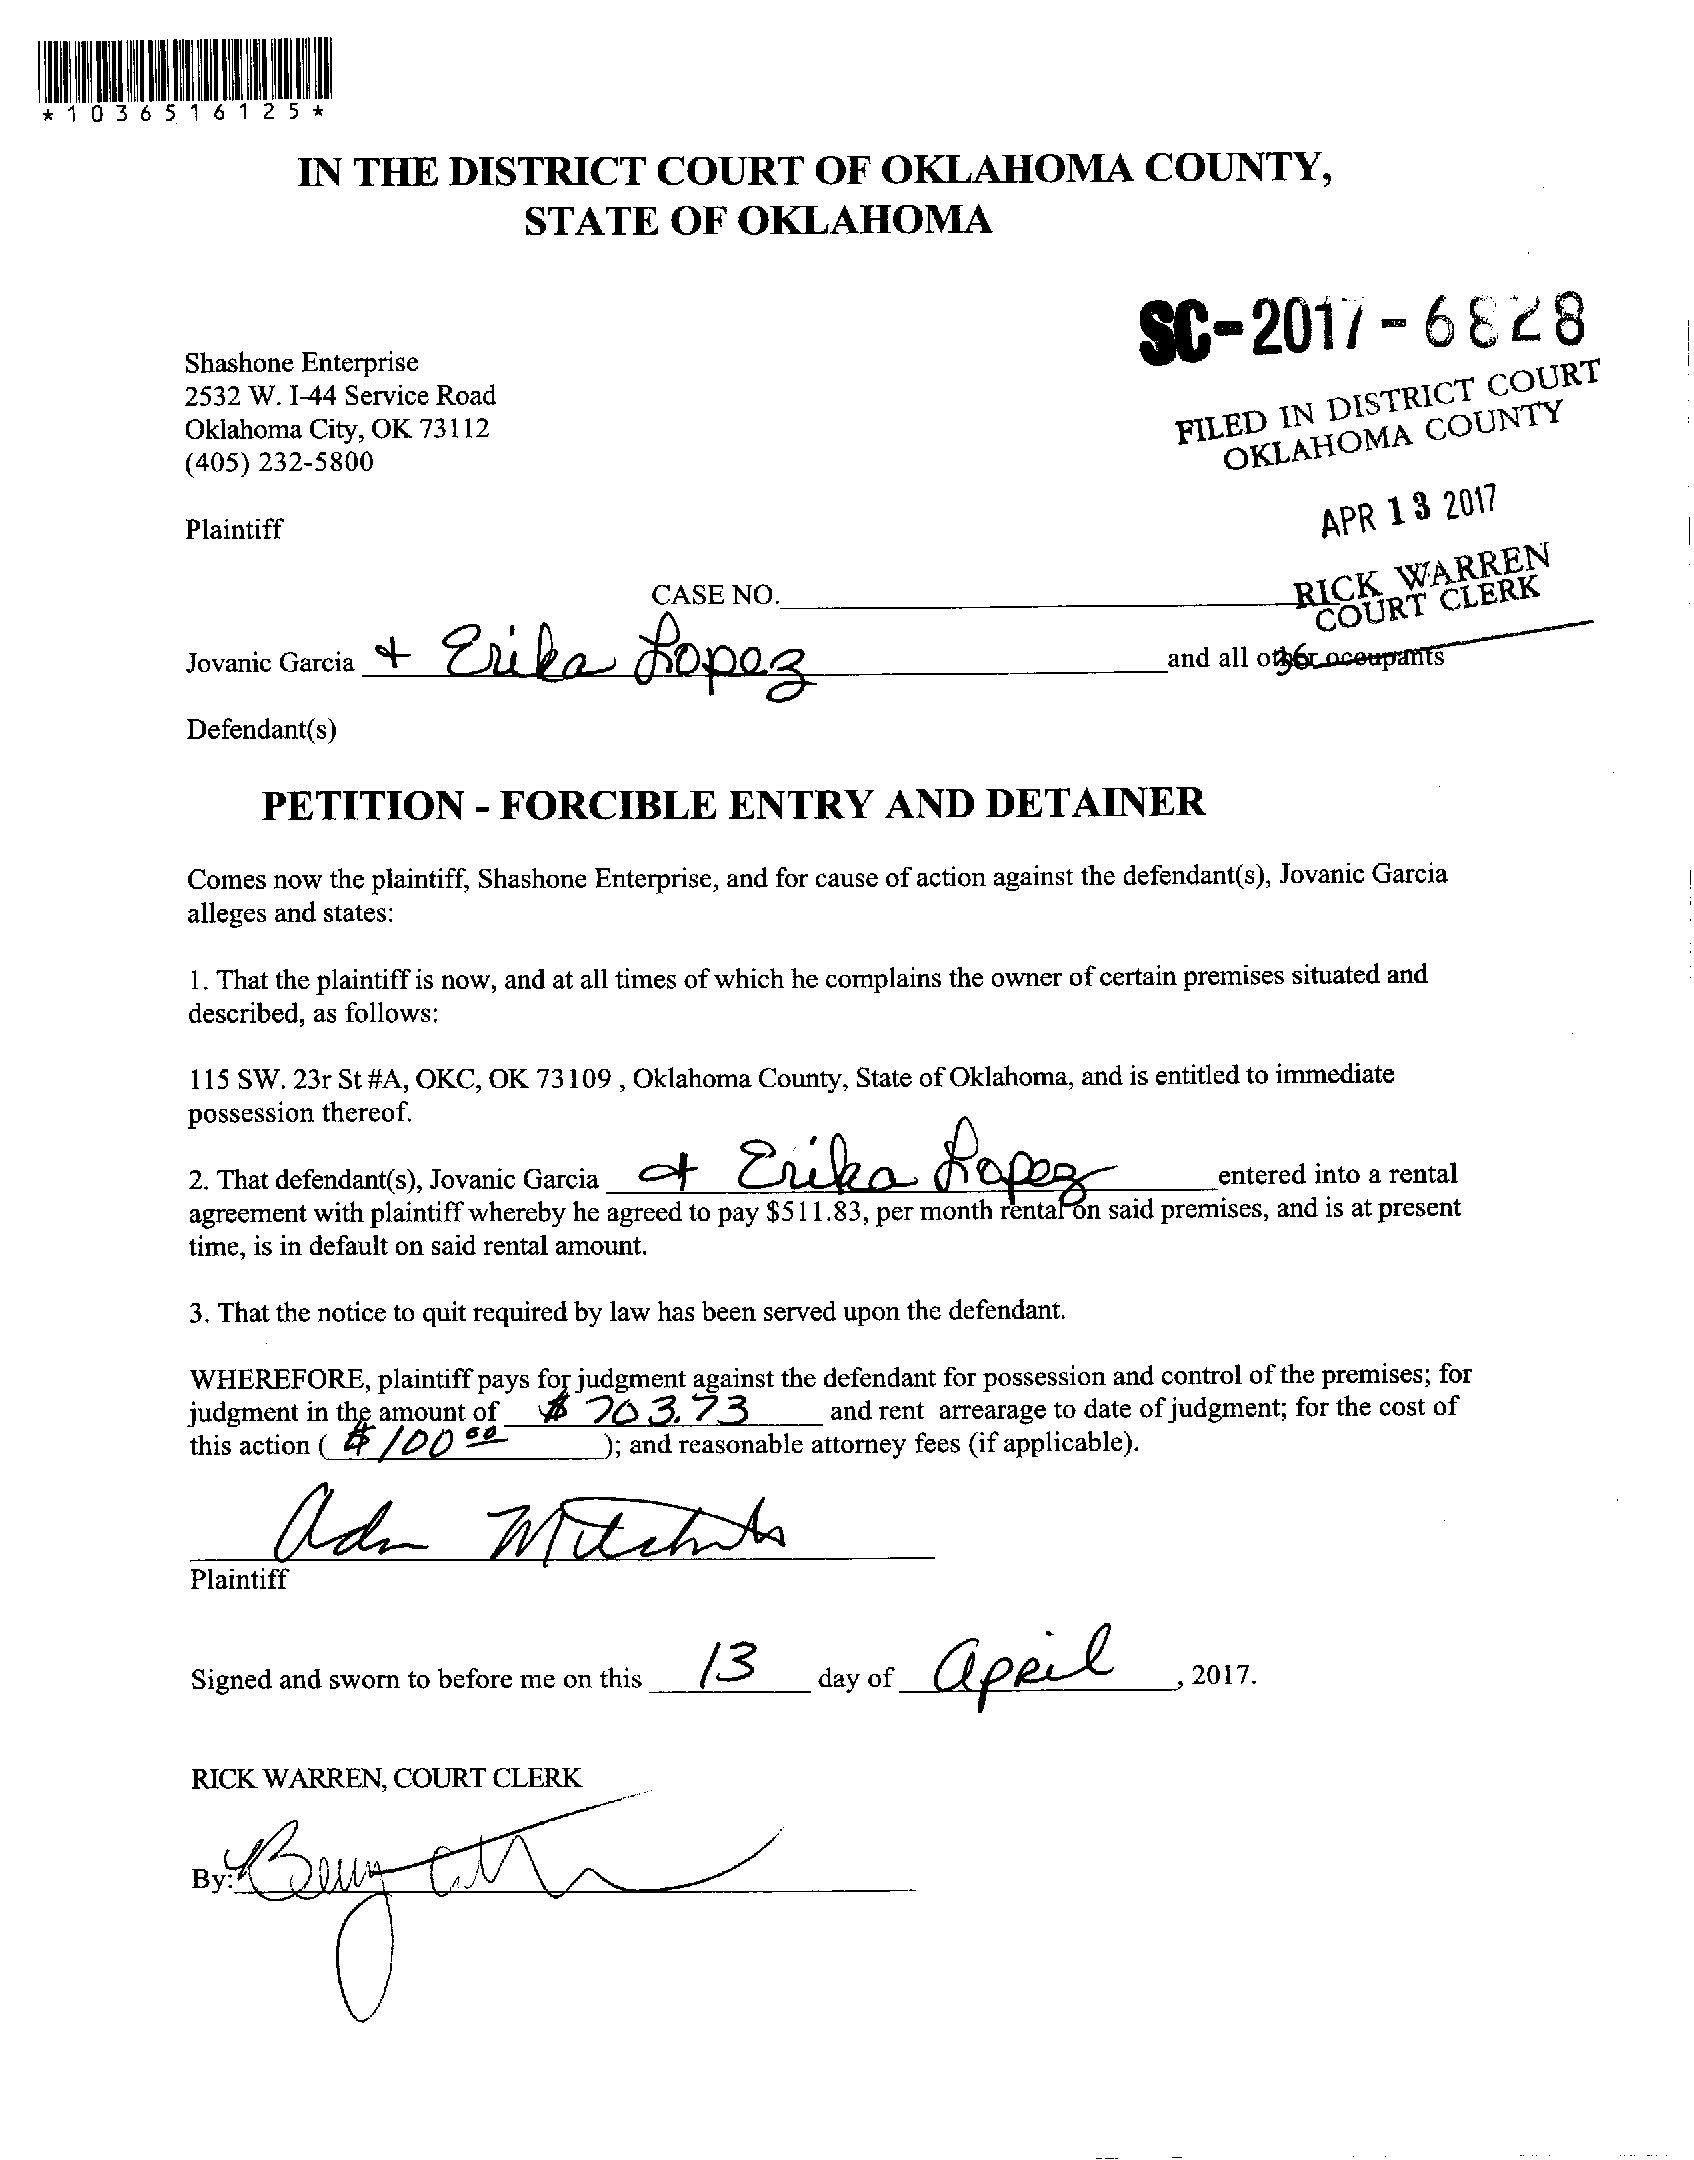 *1036516125*
IN THE DISTRICT COURT OF OKLAHOMA COUNTY,
STATE OF OKLAHOMA
SC-2017-6828
Shashone Enterprise
2532 W. I-44 Service Road
Oklahoma City, OK 73112
(405) 232-5800
FILED IN DISTRICT COURT
OKLAHOMA COUNTY
APR 13 2017
Plaintiff
RICK WARREN
COURT CLERK
CASE NO.
36
Jovanic Garcia + Erika Lopez and all other occupants
Defendant(s)
PETITION - FORCIBLE ENTRY AND DETAINER
Comes now the plaintiff, Shashone Enterprise, and for cause of action against the defendant(s), Jovanic Garcia
alleges and states:
1. That the plaintiff is now, and at all times of which he complains the owner of certain premises situated and
described, as follows:
115 SW. 23r St #A, OKC, OK 73109 , Oklahoma County, State of Oklahoma, and is entitled to immediate
possession thereof.
2. That defendant(s), Jovanic Garcia + Erika Lopez entered into a rental
agreement with plaintiff whereby he agreed to pay $511.83, per month rental on said premises, and is at present
time, is in default on said rental amount.
3. That the notice to quit required by law has been served upon the defendant.
WHEREFORE, plaintiff pays for judgment against the defendant for possession and control of the premises; for
judgment in the amount of $ 703.73 and rent arrearage to date of judgment; for the cost of
this action ( $100 00 ); and reasonable attorney fees (if applicable).
Plaintiff
Signed and sworn to before me on this 13 day of April , 2017.
RICK WARREN, COURT CLERK
By: